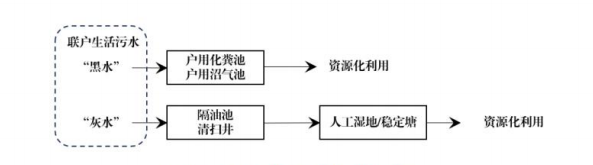 联户生活污水
“黑水”
户用化粪池
户用沼气池
资源化利用
“灰水”
隔油池
清扫井
人工湿地/稳定塘
资源化利用